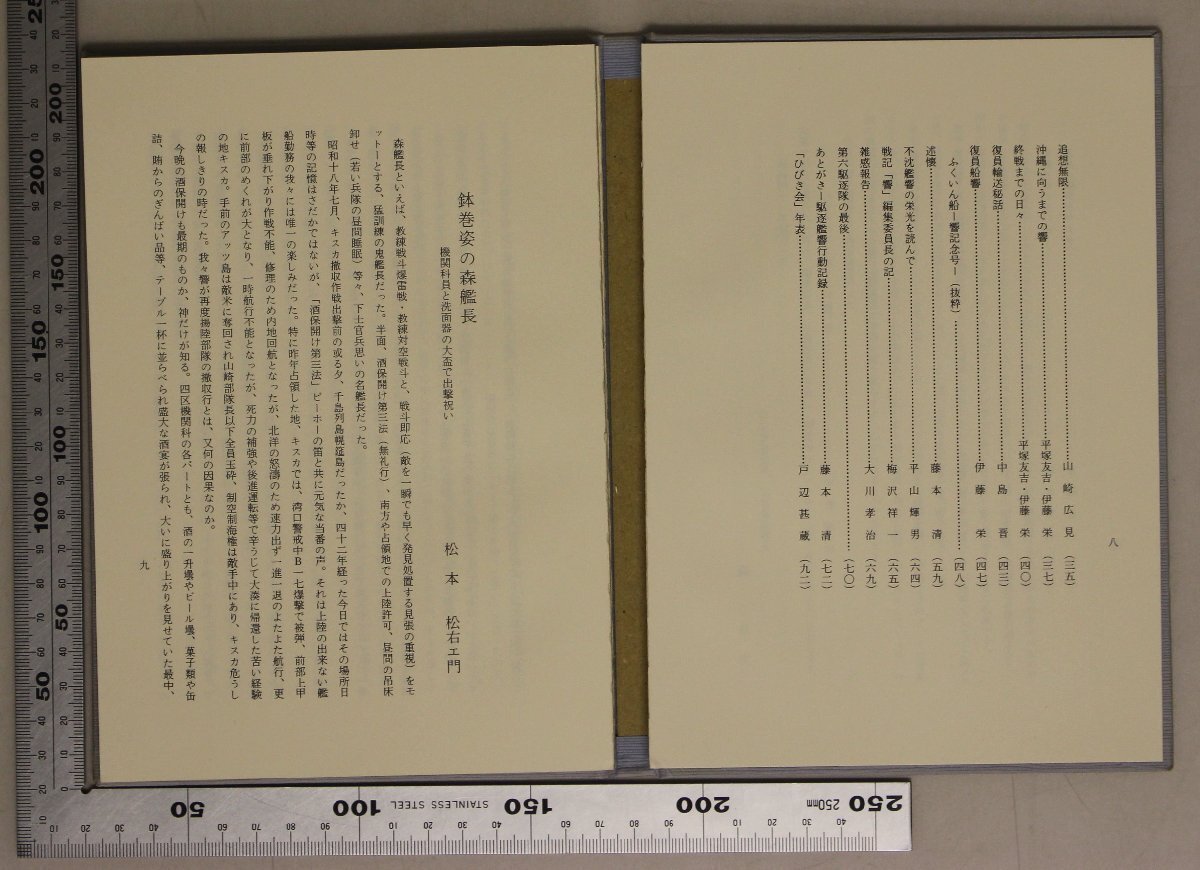 八
追想無限……山崎広見（三五）
沖縄に向うまでの響……平塚友吉・伊藤栄（三七）
終戦までの日々……平塚友吉・伊藤栄（四〇）
復員輸送秘話……中島晋（四三）
復員船響……伊藤栄（四七）
ふくいん船ー響記念号ー（抜粋）……（四八）
述懐……藤本清（五九）
不沈艦響の栄光を読んで……平山輝男（六四）
戦記「響」編集委員長の記……梅沢祥一（六五）
雑感報告……大川孝治（六九）
第六駆逐隊の最後……（七〇）
あとがきー駆逐艦響行動記録……藤本清（七二）
「ひびき会」年表……戸辺甚蔵（九二）
鉢巻姿の森艦長
機関科員と洗面器の大盃で出撃祝い
松本松右エ門
森艦長といえば、教練戦斗爆雷戦・教練対空戦斗と、戦斗即応（敵を一瞬でも早く発見処置する見張の重視）をモ
ットーとする、猛訓練の鬼艦長だった。半面、酒保開け第三法（無礼行）、南方や占領地での上陸許可、昼間の吊床
卸せ（若い兵隊の昼間睡眠）等々、下士官兵思いの名艦長だった。
昭和十八年七月、キスカ撤収作戦出撃前の或る夕、千島列島幌筵島だったか、四十二年経った今日ではその場所日
時等の記憶はさだかではないが、「酒保開け第三法」ピーホーの笛と共に元気な当番の声。それは上陸の出来ない艦
船勤務の我々には唯一の楽しみだった。特に昨年占領した地、キスカでは、湾口警戒中B一七爆撃で被弾、前部上甲
板が垂れ下がり作戦不能、修理のため内地回航となったが、北洋の怒濤のため速力出ず一進一退のよたよた航行、更
に前部のめくれが大となり、一時航行不能となったが、死力の補強や後進運転等で辛うじて大湊に帰還した苦い経験
の地キスカ。手前のアッツ島は敵米に奪回され山崎部隊長以下全員玉砕、制空制海権は敵手中にあり、キスカ危うし
の報しきりの時だった。我々響が再度揚陸部隊の撤収行とは、又何の因果なのか。
今晩の酒保開けも最期のものか、神だけが知る。四区機関科の各パートとも、酒の一升壜やビール壜、菓子類や缶
詰、賄からのぎんばい品等、テーブル一杯に並らべられ盛大な酒宴が張られ、大いに盛り上がりを見せていた最中、
九
50 100 STAINLESS STEEL 150 200 250mm 250
50
100
150
200